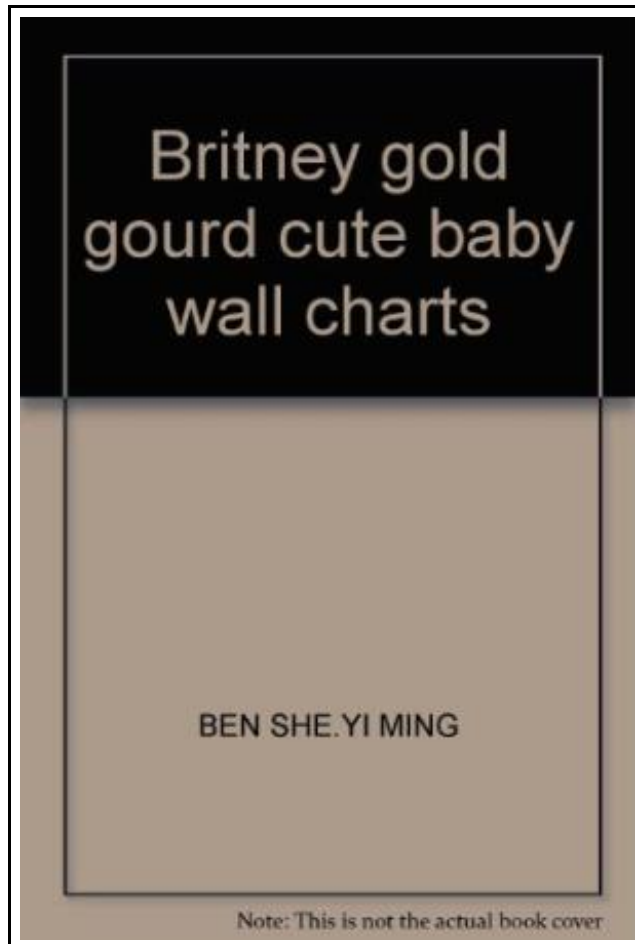 Britney gold
gourd cute baby
wall charts
BEN SHE.YI MING
Note: This is not the actual book cover